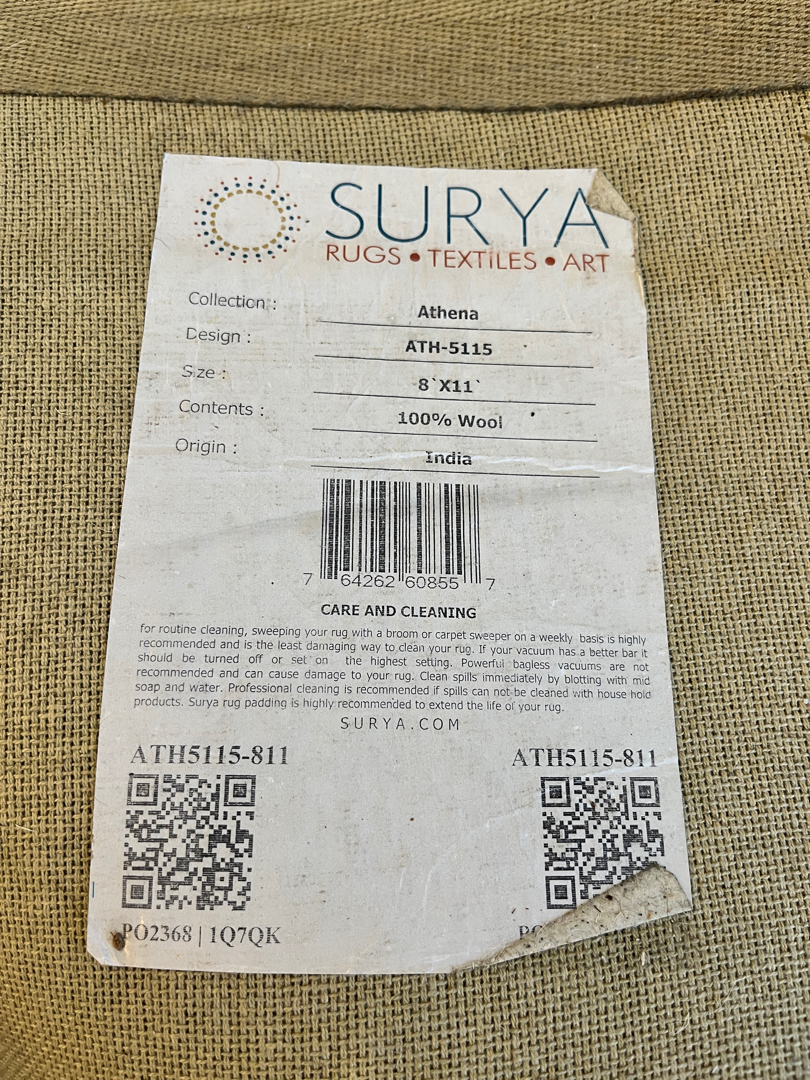 SURYA
RUGS • TEXTILES • ART
Collection : Athena
Design : ATH-5115
Size : 8`X11`
Contents : 100% Wool
Origin : India
7 64262 60855 7
CARE AND CLEANING
for routine cleaning, sweeping your rug with a broom or carpet sweeper on a weekly basis is highly
recommended and is the least damaging way to clean your rug. If your vacuum has a better bar it
should be turned off or set on the highest setting. Powerful bagless vacuums are not
recommended and can cause damage to your rug. Clean spills immediately by blotting with mid
soap and water. Professional cleaning is recommended if spills can not be cleaned with house hold
products. Surya rug padding is highly recommended to extend the life of your rug.
SURYA.COM
ATH5115-811 ATH5115-811
PO2368 | 1Q7QK